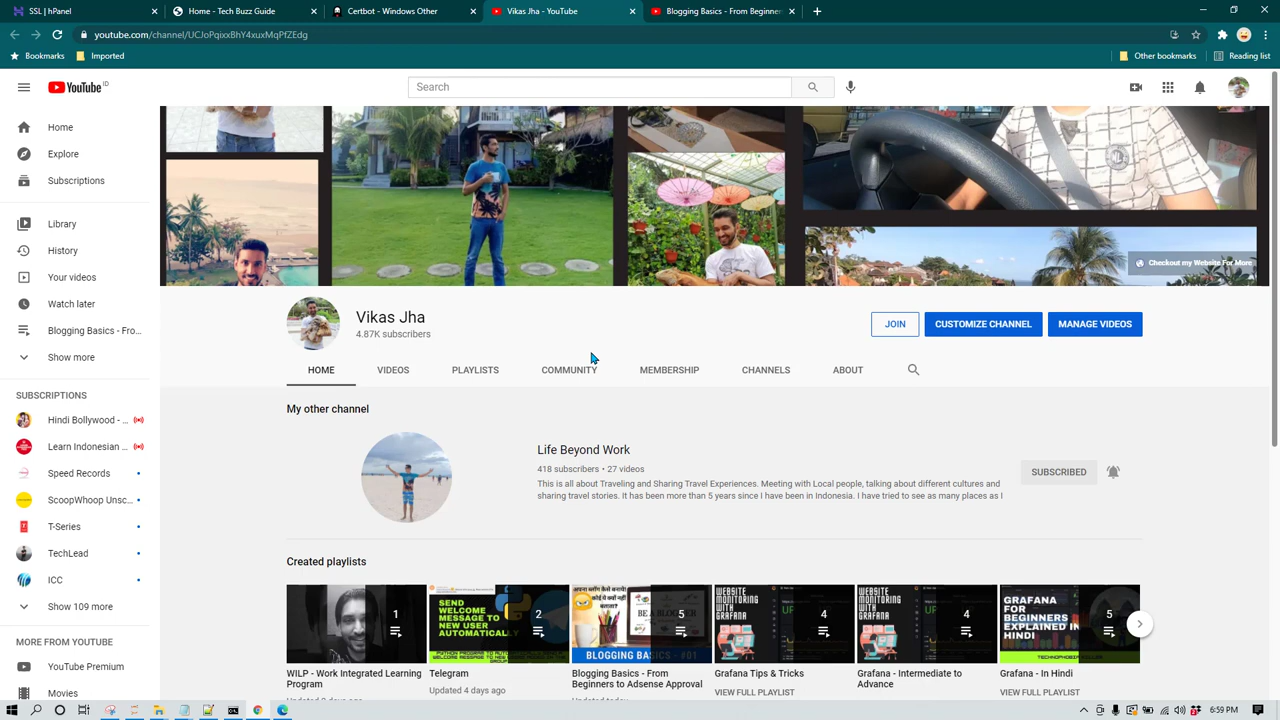 SSL | hPanel
Home - Tech Buzz Guide
Certbot - Windows Other
Vikas Jha - YouTube
Blogging Basics - From Beginner
youtube.com/channel/UCJoPqixxBhY4xuxMqPfZEdg
Bookmarks
Imported
Other bookmarks
Reading list
YouTube ID
Search
Home
Explore
Subscriptions
Library
History
Your videos
Watch later
Blogging Basics - Fro...
Show more
SUBSCRIPTIONS
Hindi Bollywood - ...
Learn Indonesian ...
Speed Records
ScoopWhoop Unsc...
T-Series
TechLead
ICC
Show 109 more
MORE FROM YOUTUBE
YouTube Premium
Movies
Checkout my Website For More
Vikas Jha
4.87K subscribers
JOIN
CUSTOMIZE CHANNEL
MANAGE VIDEOS
HOME
VIDEOS
PLAYLISTS
COMMUNITY
MEMBERSHIP
CHANNELS
ABOUT
My other channel
Life Beyond Work
418 subscribers • 27 videos
This is all about Traveling and Sharing Travel Experiences. Meeting with Local people, talking about different cultures and
sharing travel stories. It has been more than 5 years since I have been in Indonesia. I have tried to see as many places as I
SUBSCRIBED
Created playlists
1
WILP - Work Integrated Learning
Program
SEND
WELCOME
MESSAGE TO
NEW USER
AUTOMATICALLY
2
Telegram
Updated 4 days ago
5
BLOGGING BASICS - #01
Blogging Basics - From
Beginners to Adsense Approval
WEBSITE
MONITORING
WITH
GRAFANA
4
Grafana Tips & Tricks
VIEW FULL PLAYLIST
WEBSITE
MONITORING
WITH
GRAFANA
4
Grafana - Intermediate to
Advance
GRAFANA
FOR
BEGINNERS
EXPLAINED IN
HINDI
5
Grafana - In Hindi
VIEW FULL PLAYLIST
6:59 PM